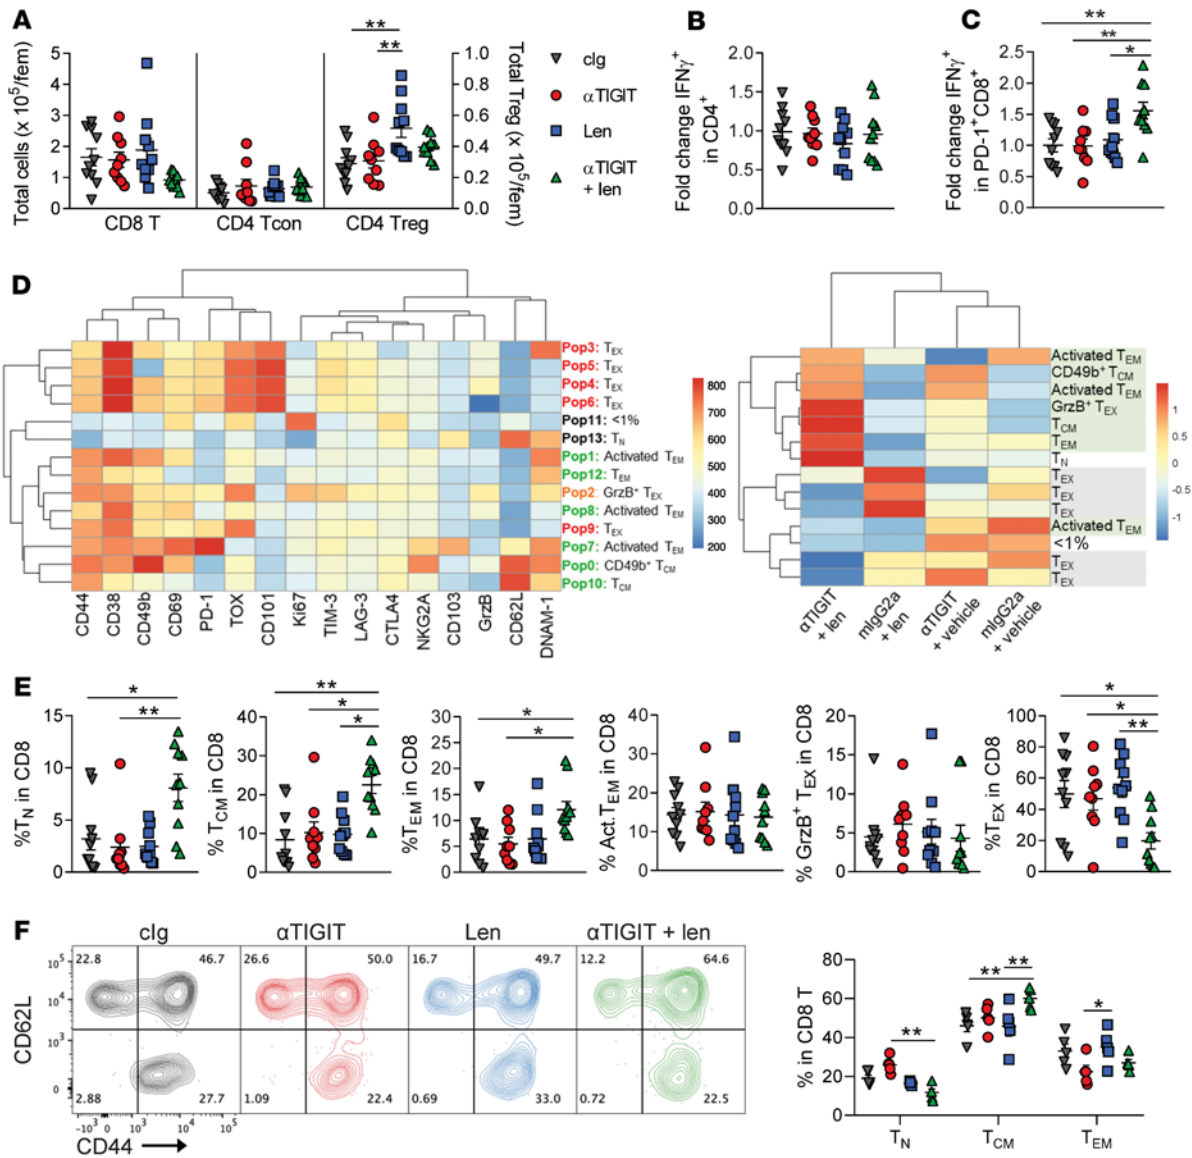 A
Total cells (x 10⁵/fem)
5
4
3
2
1
0
CD8 T
CD4 Tcon
CD4 Treg
**
**
1.0
0.8
0.6
0.4
0.2
0.0
Total Treg (x 10⁵/fem)
cIg
αTIGIT
Len
αTIGIT
+ len
B
Fold change IFNγ⁺
in CD4⁺
2.0
1.5
1.0
0.5
0.0
C
Fold change IFNγ⁺
in PD-1⁺CD8⁺
2.5
2.0
1.5
1.0
0.5
0.0
**
**
*
D
Pop3: T_EX
Pop5: T_EX
Pop4: T_EX
Pop6: T_EX
Pop11: <1%
Pop13: T_N
Pop1: Activated T_EM
Pop12: T_EM
Pop2: GrzB⁺ T_EX
Pop8: Activated T_EM
Pop9: T_EX
Pop7: Activated T_EM
Pop0: CD49b⁺ T_CM
Pop10: T_CM
CD44
CD38
CD49b
CD69
PD-1
TOX
CD101
Ki67
TIM-3
LAG-3
CTLA4
NKG2A
CD103
GrzB
CD62L
DNAM-1
800
700
600
500
400
300
200
Activated T_EM
CD49b⁺ T_CM
Activated T_EM
GrzB⁺ T_EX
T_CM
T_EM
T_N
T_EX
T_EX
T_EX
Activated T_EM
<1%
T_EX
T_EX
αTIGIT
+ len
mIgG2a
+ len
αTIGIT
+ vehicle
mIgG2a
+ vehicle
1
0.5
0
-0.5
-1
E
%T_N in CD8
15
10
5
0
*
**
% T_CM in CD8
40
30
20
10
0
**
*
*
%T_EM in CD8
30
20
10
0
*
*
% Act.T_EM in CD8
40
30
20
10
0
% GrzB⁺ T_EX in CD8
20
15
10
5
0
%T_EX in CD8
100
80
60
40
20
0
*
*
**
F
cIg
αTIGIT
Len
αTIGIT + len
CD62L
10⁵
10⁴
10³
0
22.8 46.7
2.88 27.7
26.6 50.0
1.09 22.4
16.7 49.7
0.69 33.0
12.2 64.6
0.72 22.5
-10³ 0 10³ 10⁴ 10⁵
CD44
% in CD8 T
80
60
40
20
0
**
**
**
*
T_N
T_CM
T_EM